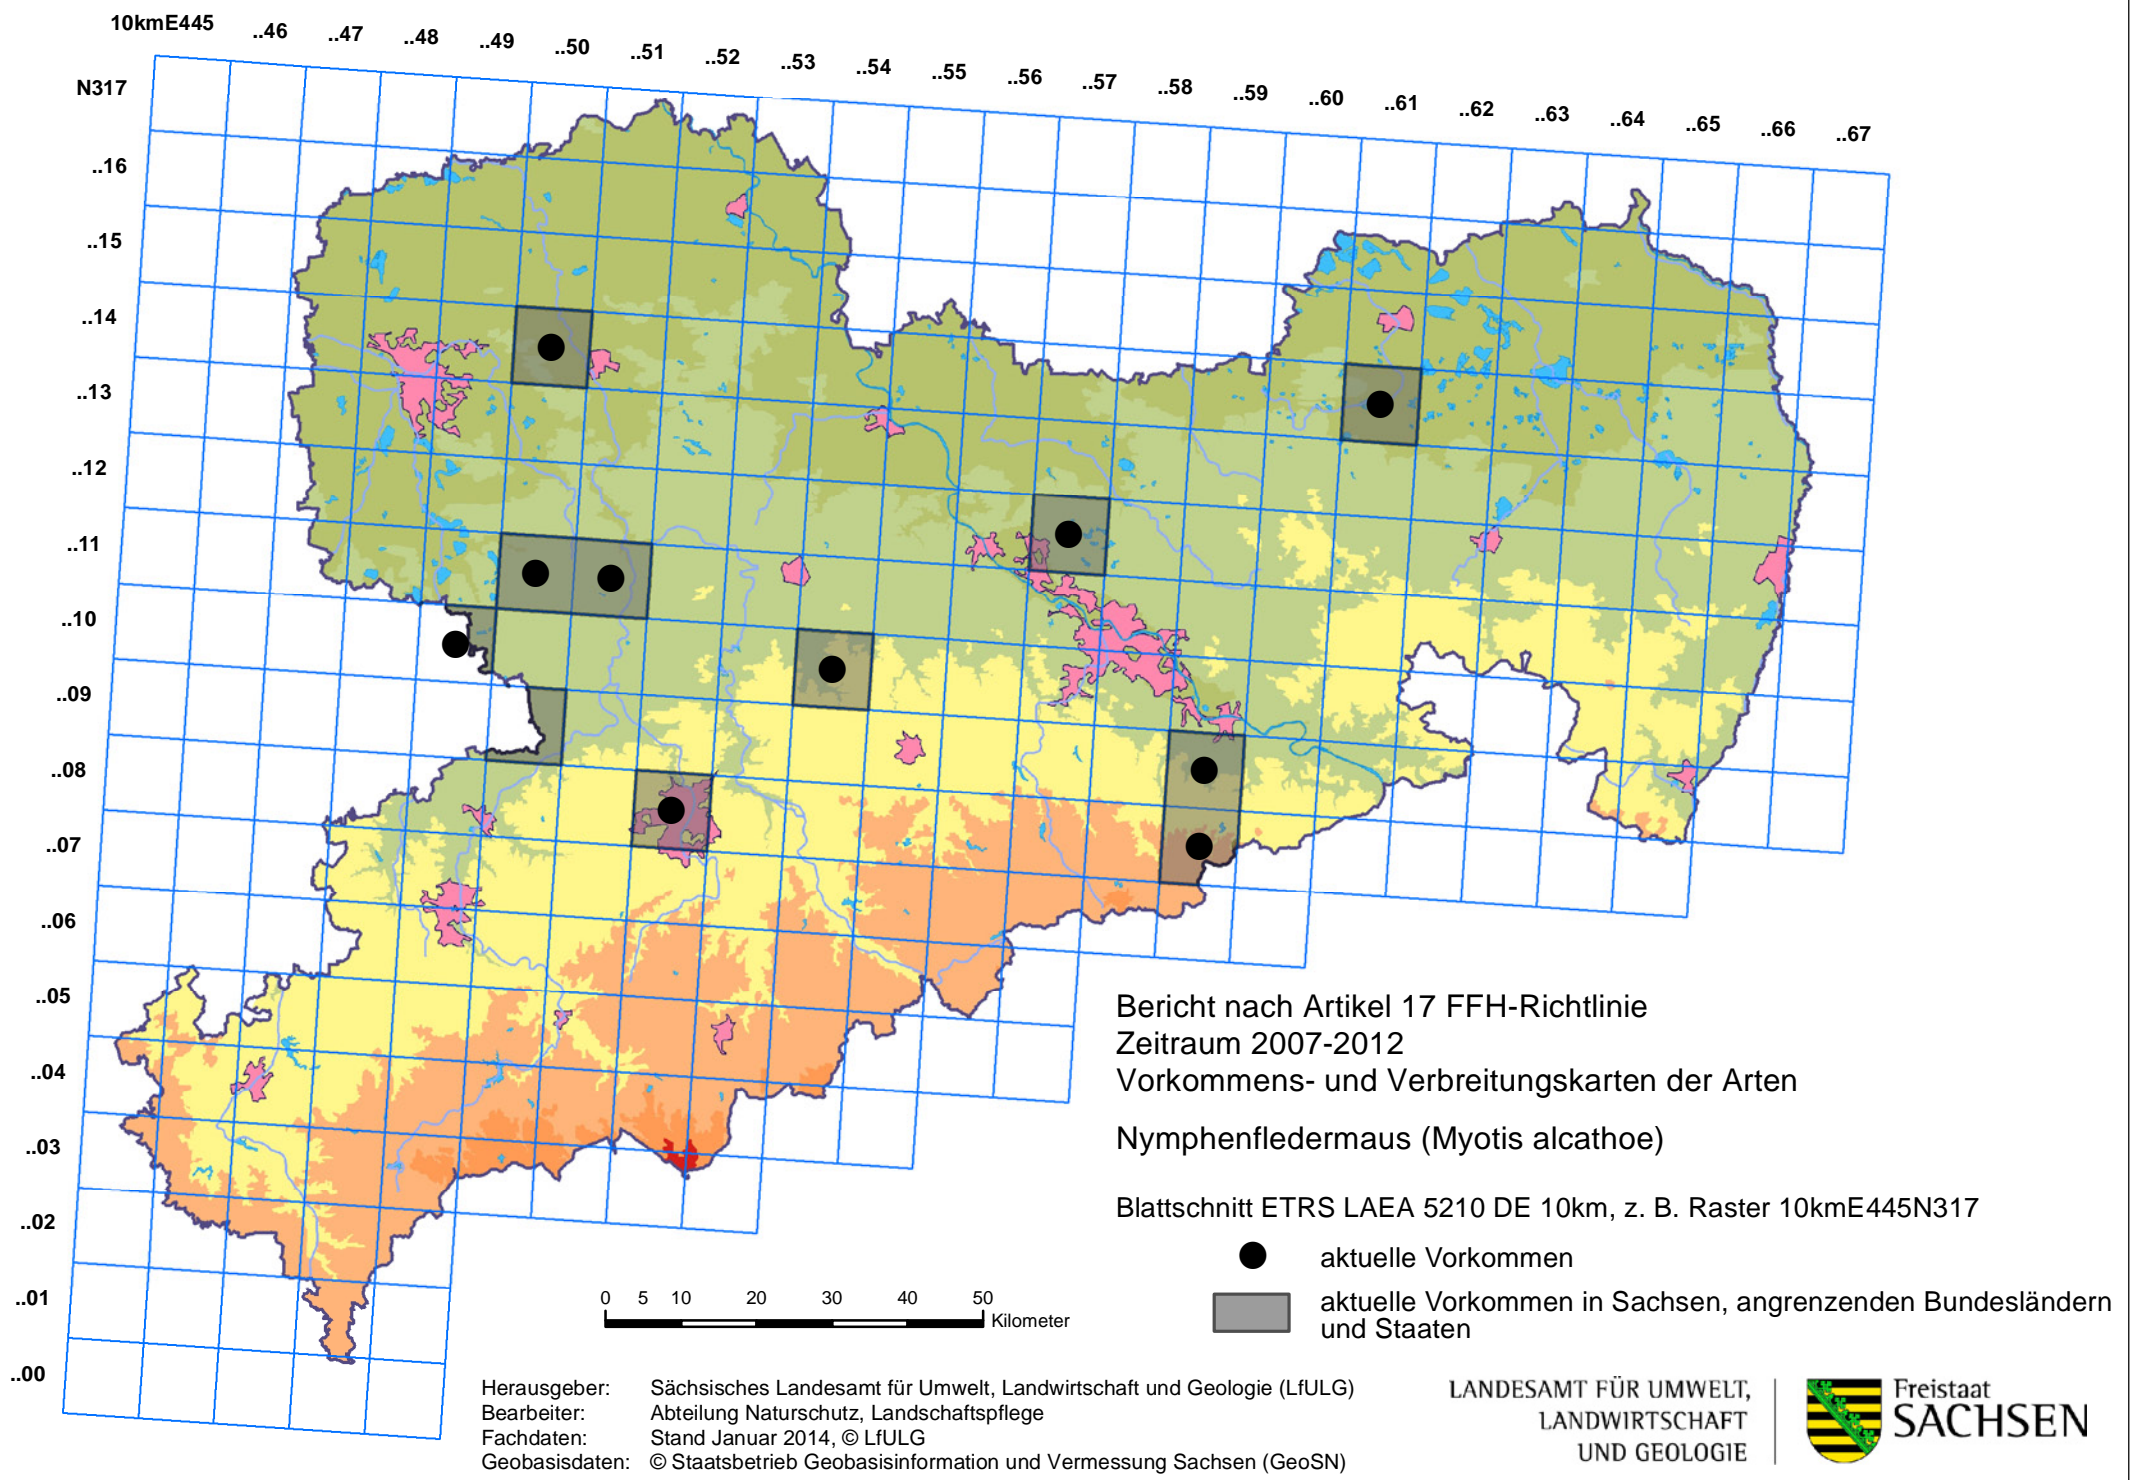 10kmE445 ..46 ..47 ..48 ..49 ..50 ..51 ..52 ..53 ..54 ..55 ..56 ..57 ..58 ..59 ..60 ..61 ..62 ..63 ..64 ..65 ..66 ..67
N317
..16
..15
..14
..13
..12
..11
..10
..09
..08
..07
..06
..05
..04
..03
..02
..01
..00
Bericht nach Artikel 17 FFH-Richtlinie
Zeitraum 2007-2012
Vorkommens- und Verbreitungskarten der Arten
Nymphenfledermaus (Myotis alcathoe)
Blattschnitt ETRS LAEA 5210 DE 10km, z. B. Raster 10kmE445N317
aktuelle Vorkommen
aktuelle Vorkommen in Sachsen, angrenzenden Bundesländern
und Staaten
0 5 10 20 30 40 50
Kilometer
Herausgeber: Sächsisches Landesamt für Umwelt, Landwirtschaft und Geologie (LfULG)
Bearbeiter: Abteilung Naturschutz, Landschaftspflege
Fachdaten: Stand Januar 2014, © LfULG
Geobasisdaten: © Staatsbetrieb Geobasisinformation und Vermessung Sachsen (GeoSN)
LANDESAMT FÜR UMWELT,
LANDWIRTSCHAFT
UND GEOLOGIE
Freistaat
SACHSEN